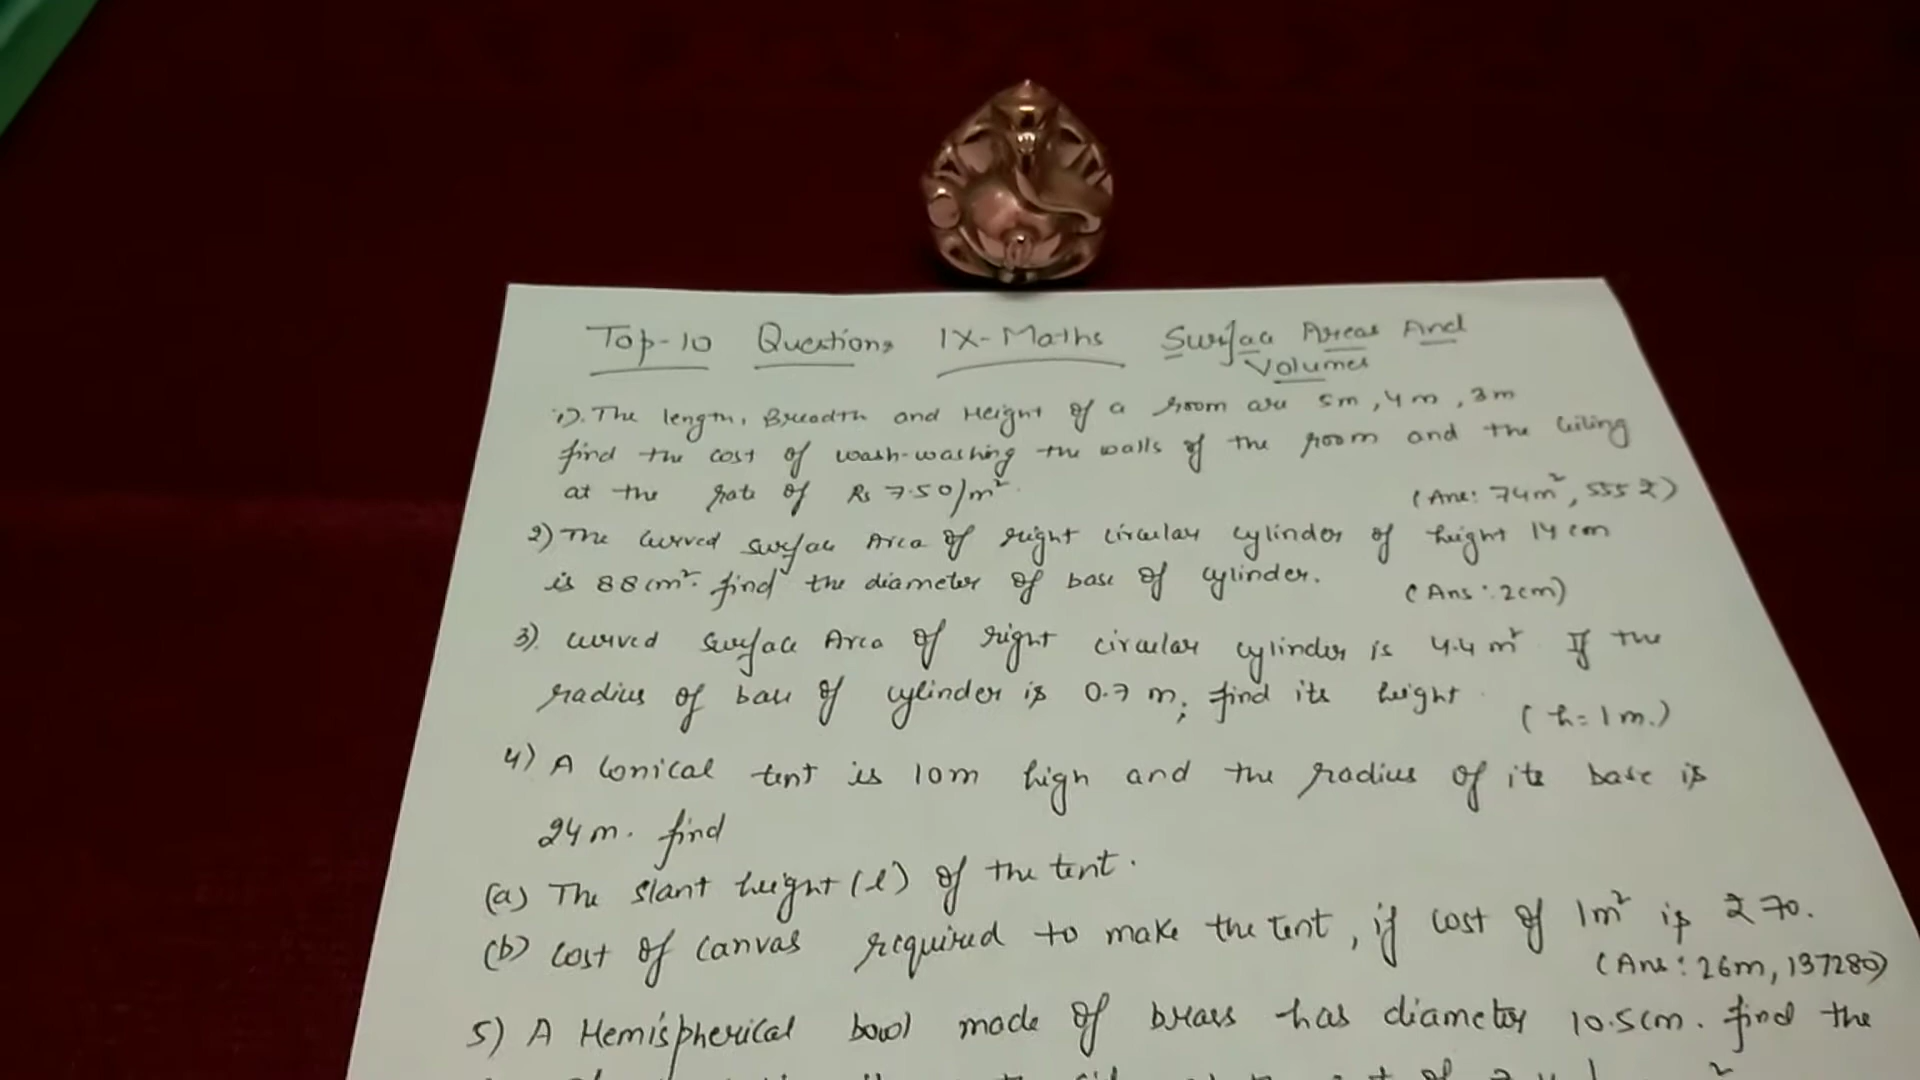 Top-10 Questions IX-Maths Surface Areas And Volumes
1). The length, Breadth and Height of a room are 5m, 4m, 3m
find the cost of wash-washing the walls of the room and the Ceiling
at the rate of Rs 7.50/m²
(Ans: 74m², 555 ₹)
2) The curved surface Area of right circular cylinder of height 14 cm
is 88cm². find the diameter of base of cylinder.
(Ans: 2cm)
3). curved surface Area of right circular cylinder is 4.4 m² If the
radius of base of cylinder is 0.7 m; find its height
(h=1m.)
4) A Conical tent is 10m high and the radius of its base is
24m. find
(a) The slant height (l) of the tent.
(b) Cost of Canvas required to make the tent, if cost of 1m² is ₹70.
(Ans: 26m, 137280)
5) A Hemispherical bowl made of brass has diameter 10.5cm. find the